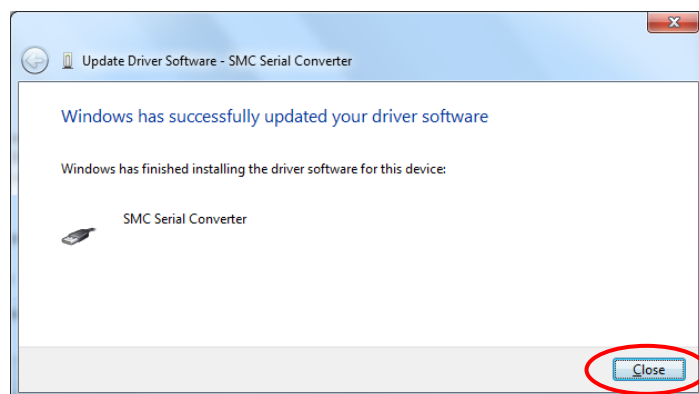 Update Driver Software - SMC Serial Converter
Windows has successfully updated your driver software
Windows has finished installing the driver software for this device:
SMC Serial Converter
Close